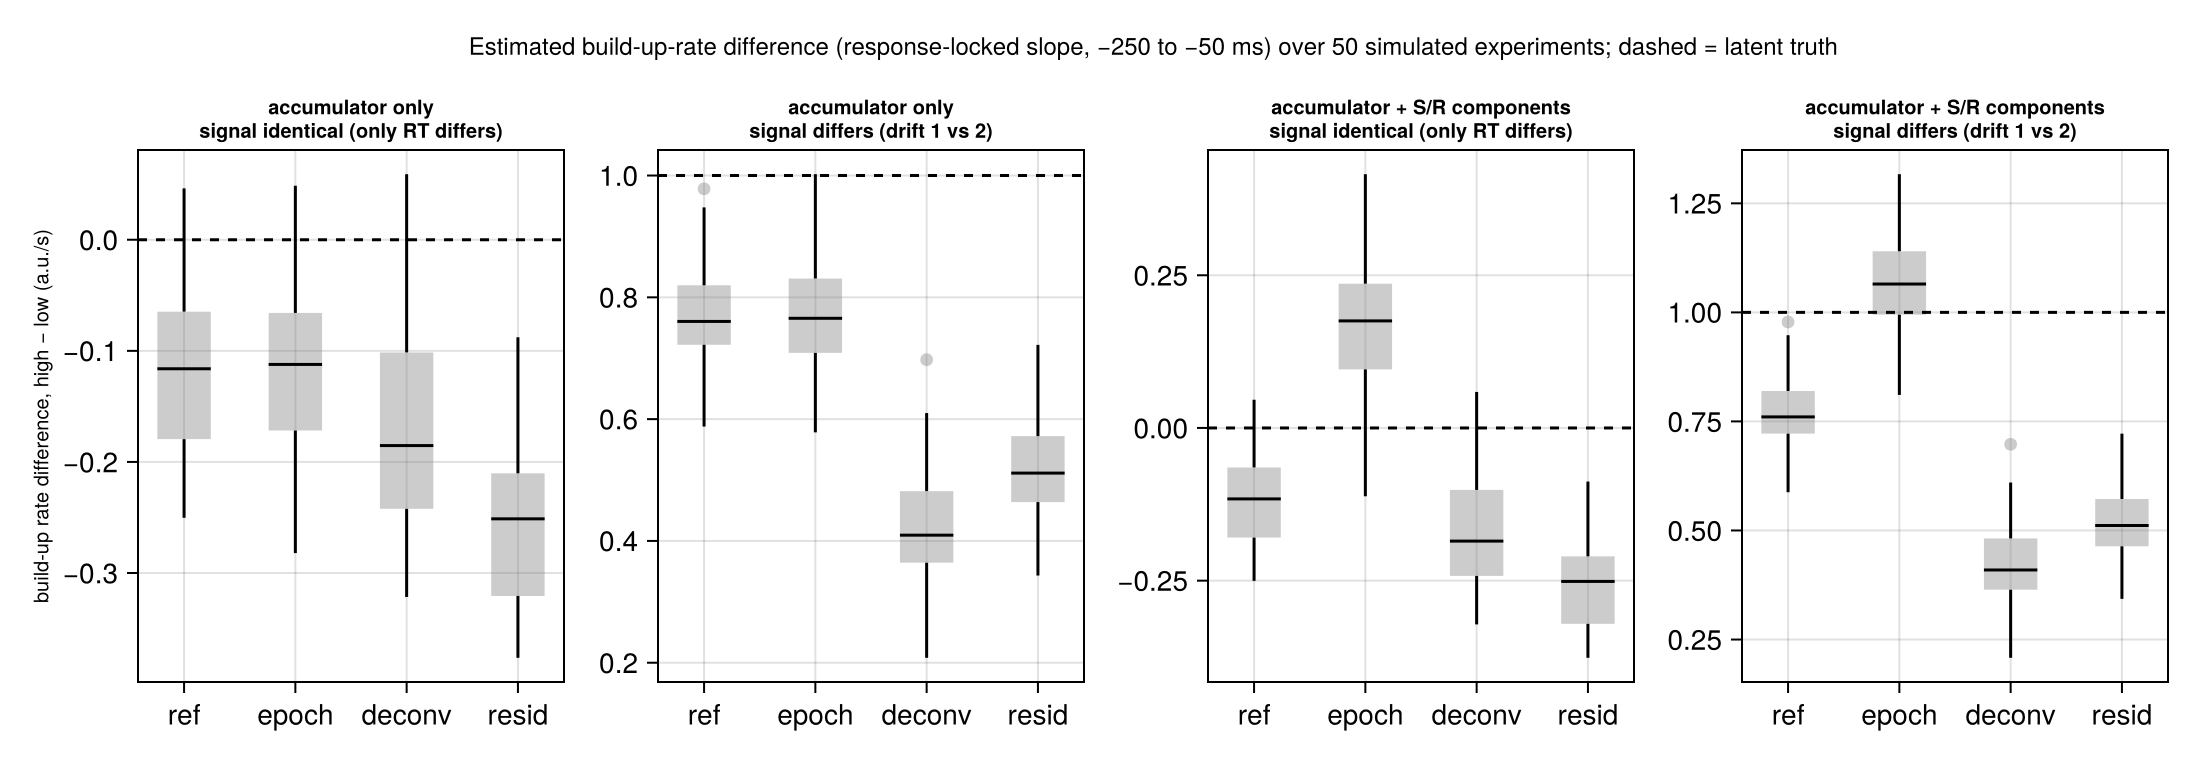 Estimated build-up-rate difference (response-locked slope, −250 to −50 ms) over 50 simulated experiments; dashed = latent truth
accumulator only
signal identical (only RT differs)
build-up rate difference, high − low (a.u./s)
0.0
−0.1
−0.2
−0.3
ref epoch deconv resid
accumulator only
signal differs (drift 1 vs 2)
1.0
0.8
0.6
0.4
0.2
ref epoch deconv resid
accumulator + S/R components
signal identical (only RT differs)
0.25
0.00
−0.25
ref epoch deconv resid
accumulator + S/R components
signal differs (drift 1 vs 2)
1.25
1.00
0.75
0.50
0.25
ref epoch deconv resid